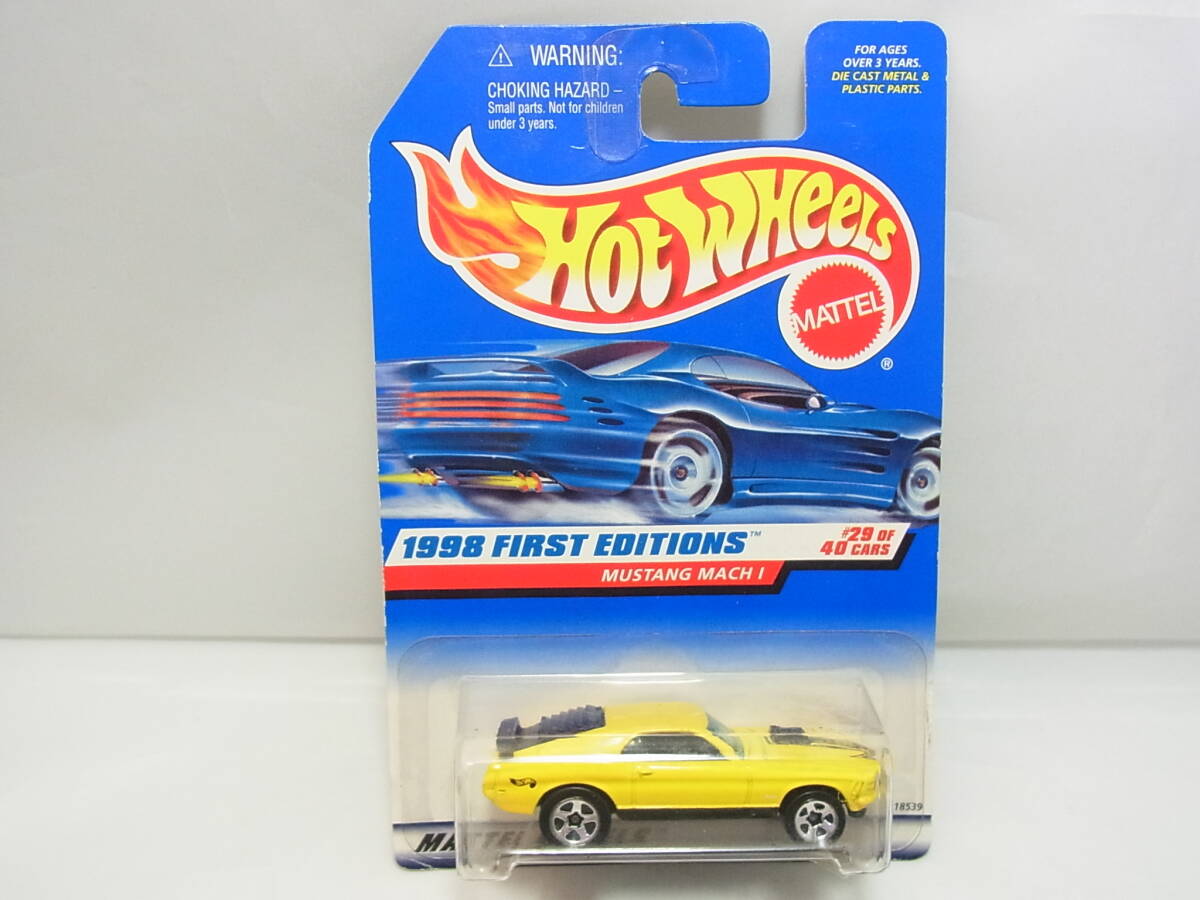 WARNING:
CHOKING HAZARD –
Small parts. Not for children
under 3 years.
FOR AGES
OVER 3 YEARS.
DIE CAST METAL &
PLASTIC PARTS.
HOT WHEELS
MATTEL
®
1998 FIRST EDITIONS™
#29 OF
40 CARS
MUSTANG MACH I
18539